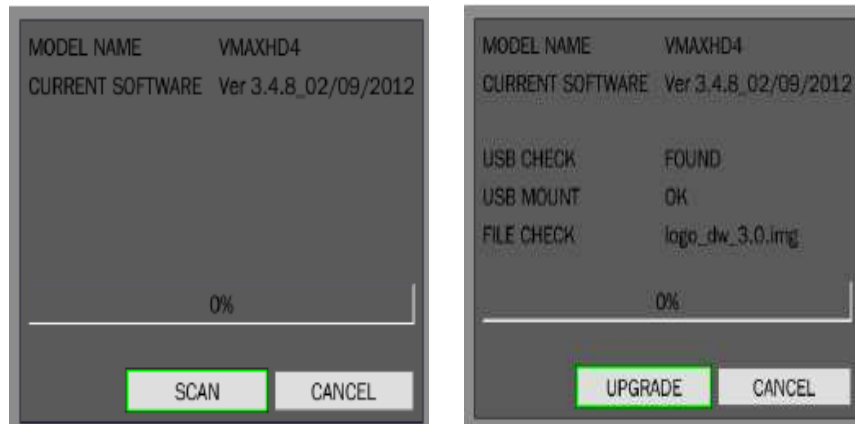 MODEL NAME VMAXHD4
CURRENT SOFTWARE Ver 3.4.8_02/09/2012
0%
SCAN CANCEL
MODEL NAME VMAXHD4
CURRENT SOFTWARE Ver 3.4.8_02/09/2012
USB CHECK FOUND
USB MOUNT OK
FILE CHECK logo_dw_3.0.img
0%
UPGRADE CANCEL